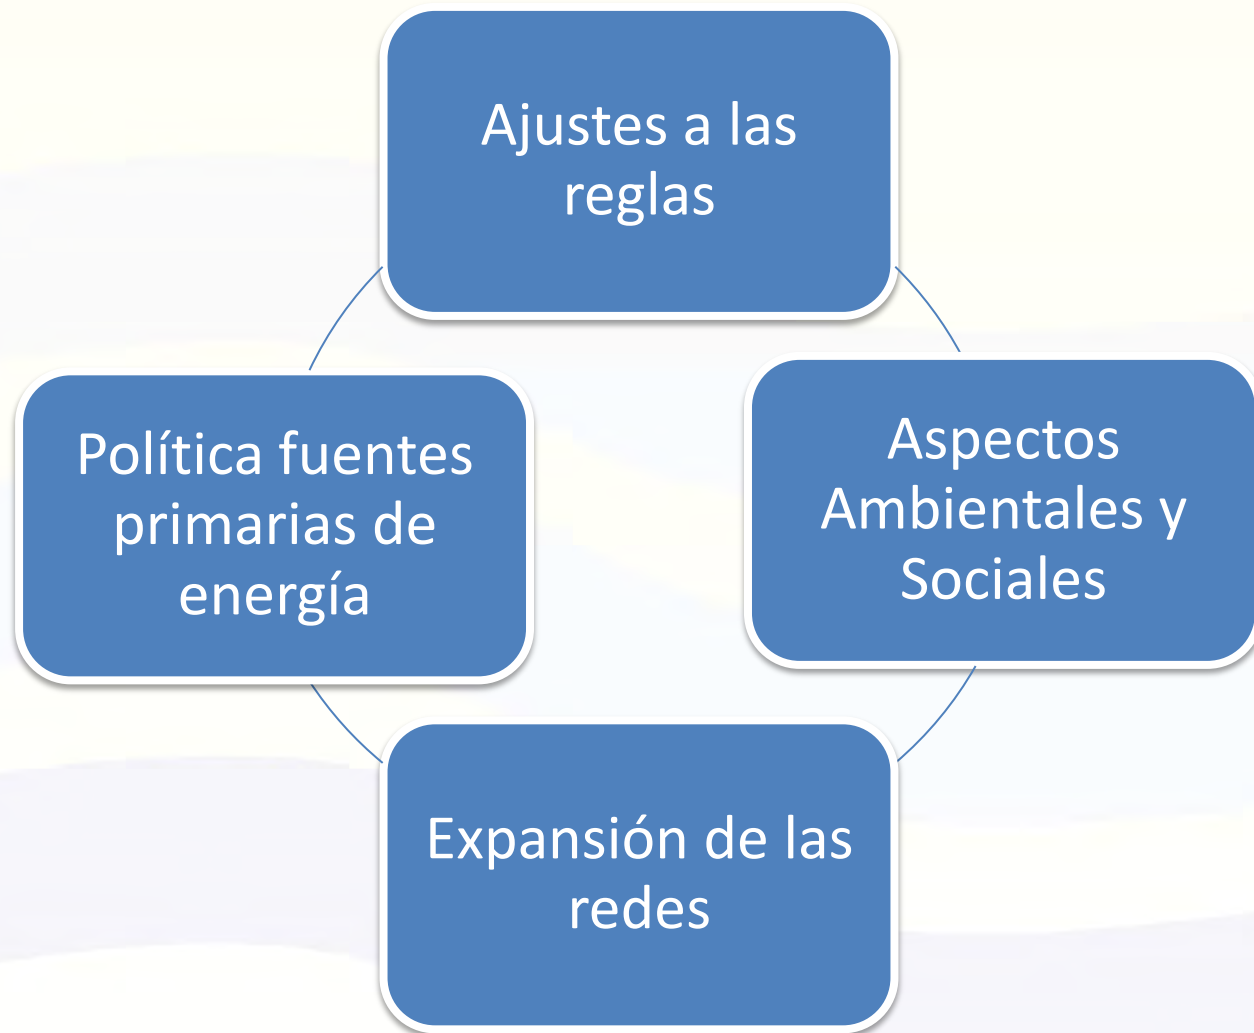 Ajustes a las
reglas
Política fuentes
primarias de
energía
Aspectos
Ambientales y
Sociales
Expansión de las
redes